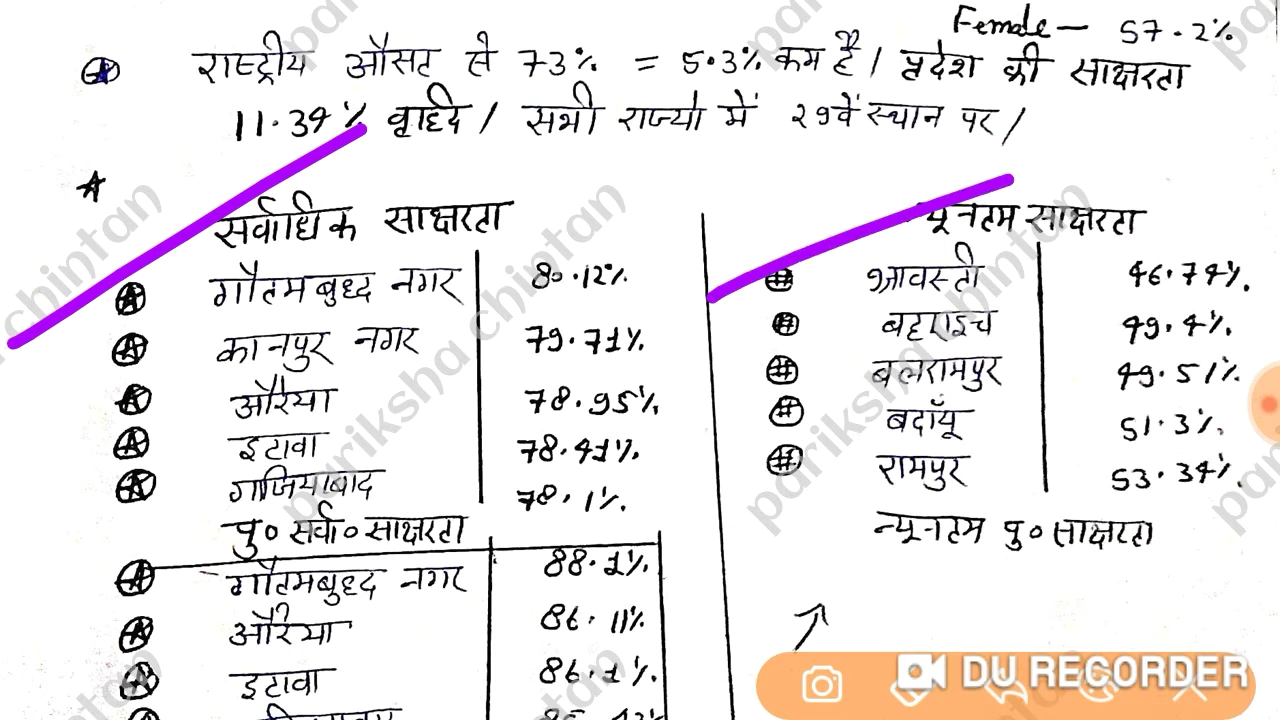 Female — 57.2%
राष्ट्रीय औसत से 73% = 5.3% कम है। प्रदेश की साक्षरता
11.39% वृद्धि / सभी राज्यो में 29वें स्थान पर /
सर्वाधिक साक्षरता
गौतमबुध्द नगर 80.12%
कानपुर नगर 79.71%
औरैया 78.95%
इटावा 78.41%
गाजियाबाद 78.1%
पु० सर्वा० साक्षरता
गौतमबुध्द नगर 88.1%
औरैया 86.11%
इटावा 86.1%
न्यूनतम साक्षरता
श्रावस्ती 46.74%.
बहराइच 49.4%.
बलरामपुर 49.51%.
बदाँयू 51.3%.
रामपुर 53.34%.
न्यूनतम पु० साक्षरता
DU RECORDER
pariksha chintan